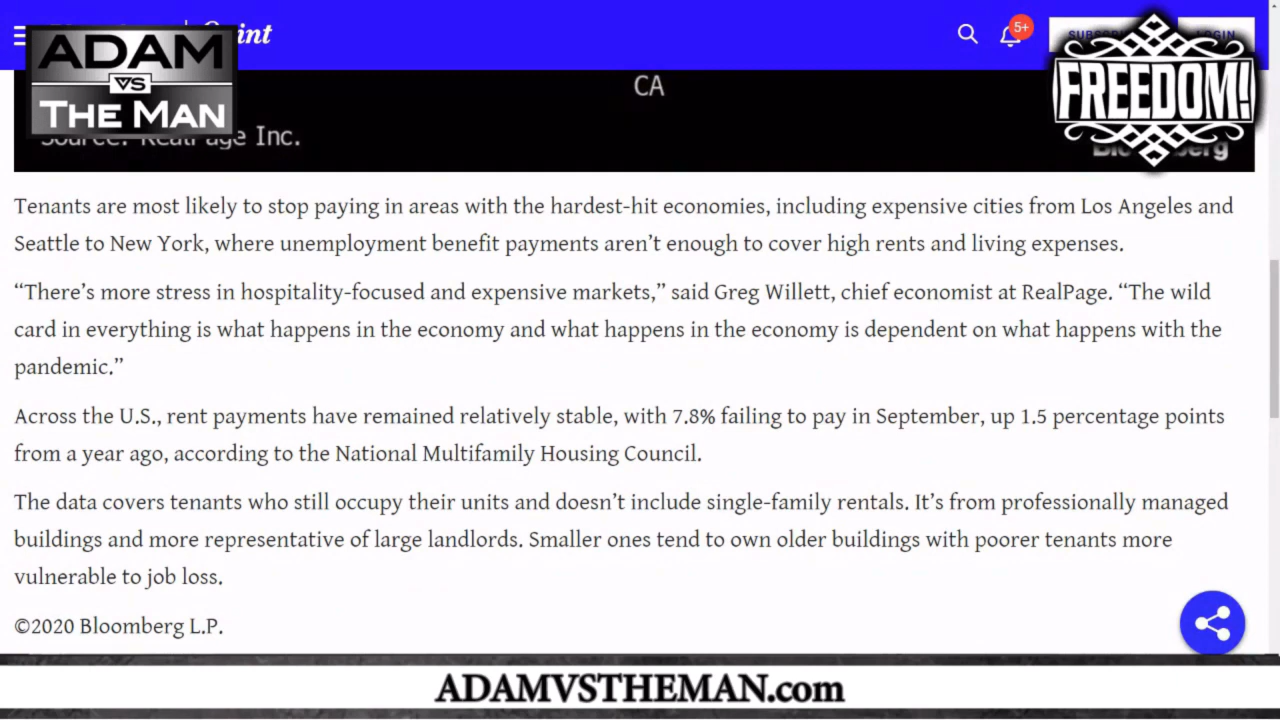 int
5+
ADAM
VS
THE MAN
FREEDOM!
CA
Source: RealPage Inc.
Tenants are most likely to stop paying in areas with the hardest-hit economies, including expensive cities from Los Angeles and
Seattle to New York, where unemployment benefit payments aren’t enough to cover high rents and living expenses.
“There’s more stress in hospitality-focused and expensive markets,” said Greg Willett, chief economist at RealPage. “The wild
card in everything is what happens in the economy and what happens in the economy is dependent on what happens with the
pandemic.”
Across the U.S., rent payments have remained relatively stable, with 7.8% failing to pay in September, up 1.5 percentage points
from a year ago, according to the National Multifamily Housing Council.
The data covers tenants who still occupy their units and doesn’t include single-family rentals. It’s from professionally managed
buildings and more representative of large landlords. Smaller ones tend to own older buildings with poorer tenants more
vulnerable to job loss.
©2020 Bloomberg L.P.
ADAMVSTHEMAN.com